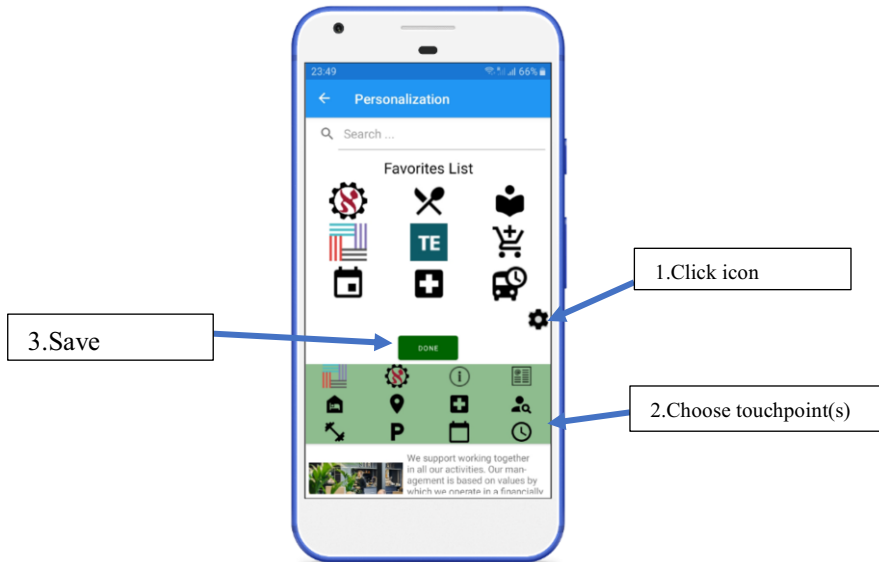 23:49
66%
Personalization
Search ...
Favorites List
TE
1.Click icon
3.Save
DONE
2.Choose touchpoint(s)
P
We support working together
in all our activities. Our man-
agement is based on values by
which we operate in a financially